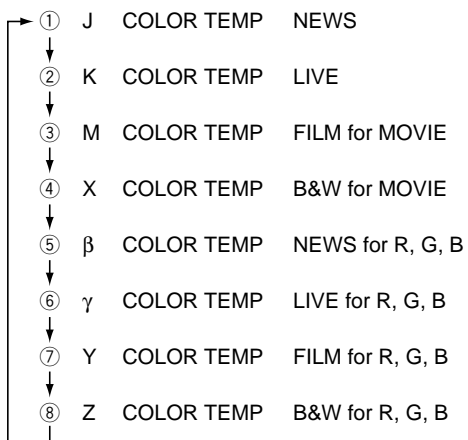 ① J COLOR TEMP NEWS
② K COLOR TEMP LIVE
③ M COLOR TEMP FILM for MOVIE
④ X COLOR TEMP B&W for MOVIE
⑤ β COLOR TEMP NEWS for R, G, B
⑥ γ COLOR TEMP LIVE for R, G, B
⑦ Y COLOR TEMP FILM for R, G, B
⑧ Z COLOR TEMP B&W for R, G, B